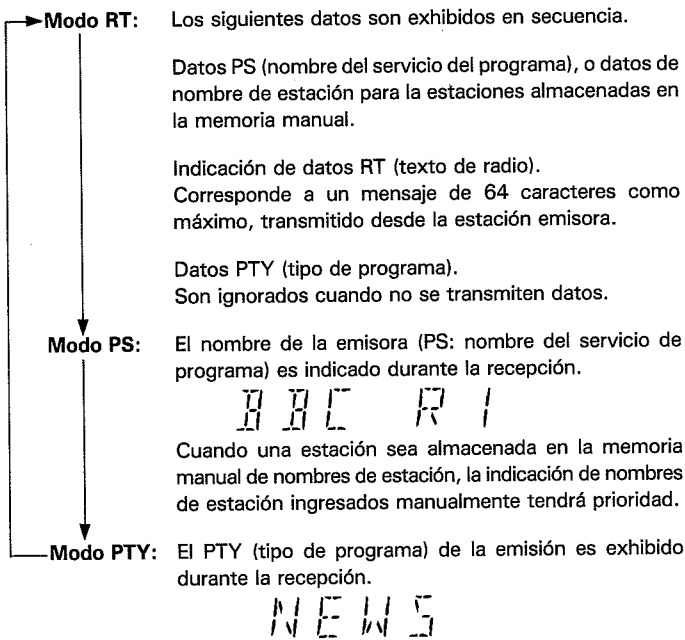 Modo RT: Los siguientes datos son exhibidos en secuencia.
Datos PS (nombre del servicio del programa), o datos de
nombre de estación para la estaciones almacenadas en
la memoria manual.
Indicación de datos RT (texto de radio).
Corresponde a un mensaje de 64 caracteres como
máximo, transmitido desde la estación emisora.
Datos PTY (tipo de programa).
Son ignorados cuando no se transmiten datos.
Modo PS: El nombre de la emisora (PS: nombre del servicio de
programa) es indicado durante la recepción.
BBC R1
Cuando una estación sea almacenada en la memoria
manual de nombres de estación, la indicación de nombres
de estación ingresados manualmente tendrá prioridad.
Modo PTY: El PTY (tipo de programa) de la emisión es exhibido
durante la recepción.
NEWS